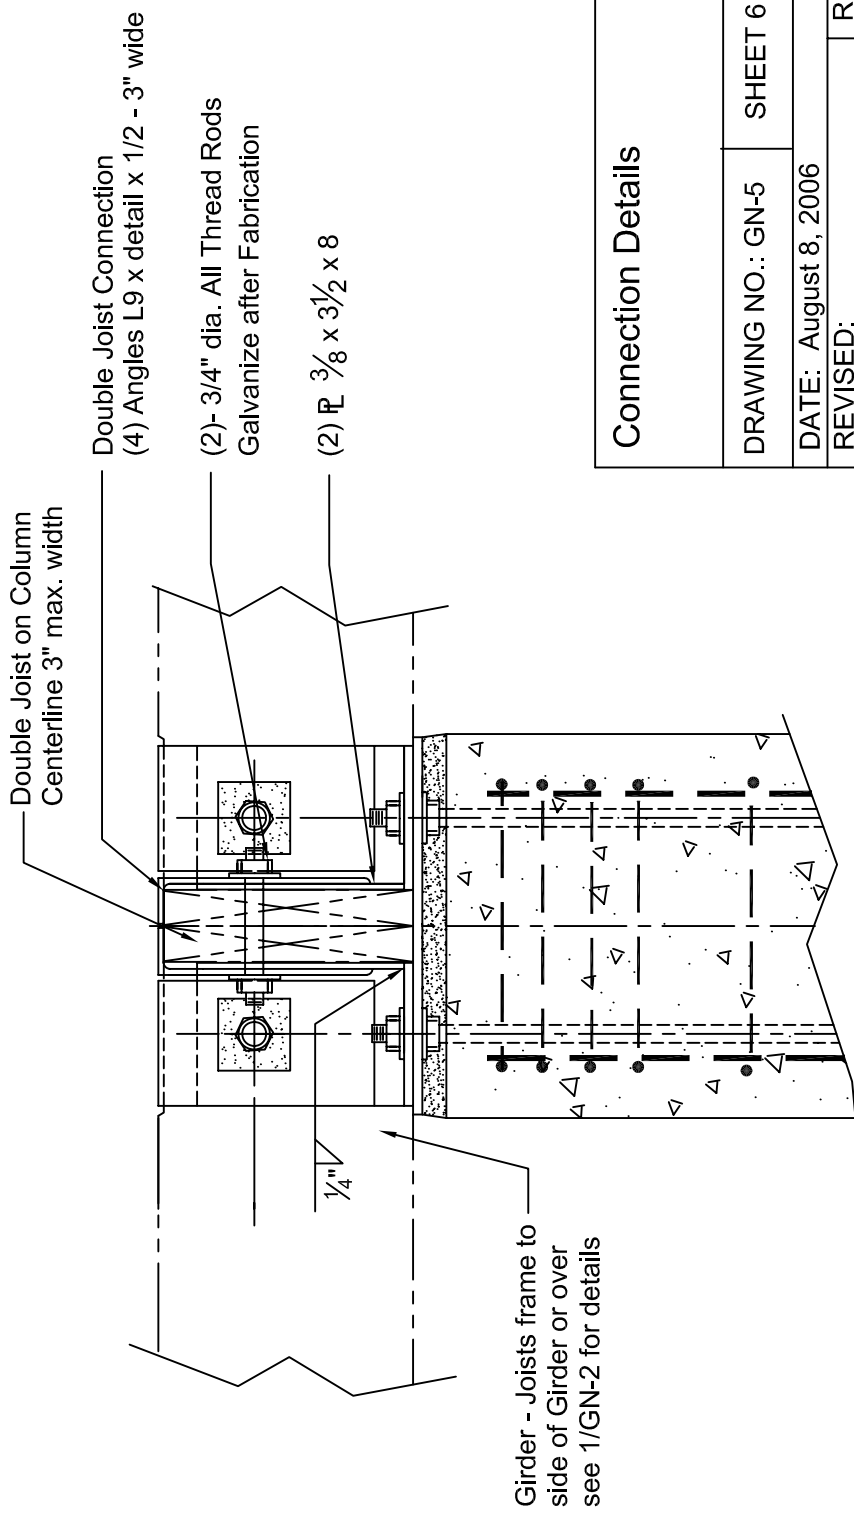 Double Joist on Column
Centerline 3" max. width
Double Joist Connection
(4) Angles L9 x detail x 1/2 - 3" wide
(2)- 3/4" dia. All Thread Rods
Galvanize after Fabrication
(2) PL 3/8 x 3 1/2 x 8
1/4"
Girder - Joists frame to
side of Girder or over
see 1/GN-2 for details
Connection Details
DRAWING NO.: GN-5
SHEET 6
DATE: August 8, 2006
REVISED:
R